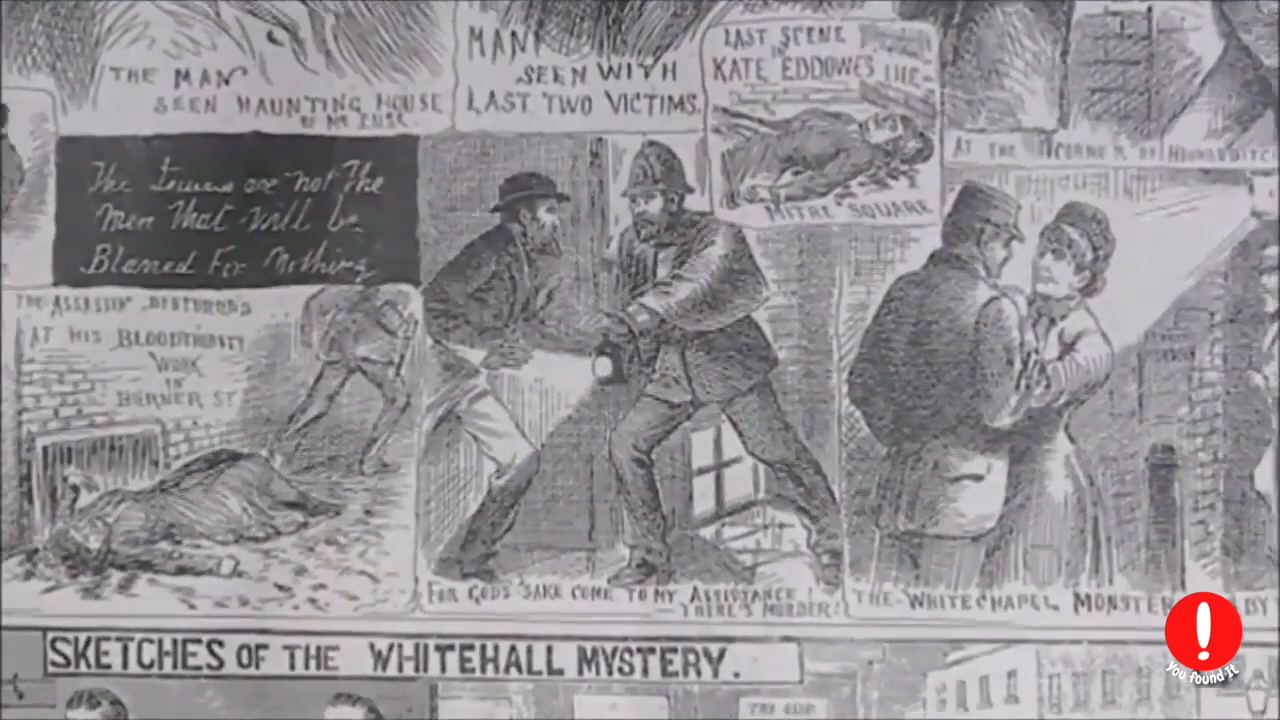 THE MAN
SEEN HAUNTING HOUSE
OF MR LUSK.
MAN
SEEN WITH
LAST TWO VICTIMS.
LAST SCENE
IN
KATE EDDOWES LIFE-
MITRE SQUARE
AT THE CORNER OF HOUNDSDITCH
The Juwes are not The
Men That Will be
Blamed For Nothing
THE ASSASSIN DISTURBED
AT HIS BLOODTHIRSTY
WORK
IN
BERNER ST
FOR GOD'S SAKE COME TO MY ASSISTANCE!
THERE'S MURDER!
THE WHITECHAPEL MONSTER BY
SKETCHES OF THE WHITEHALL MYSTERY.
You found It